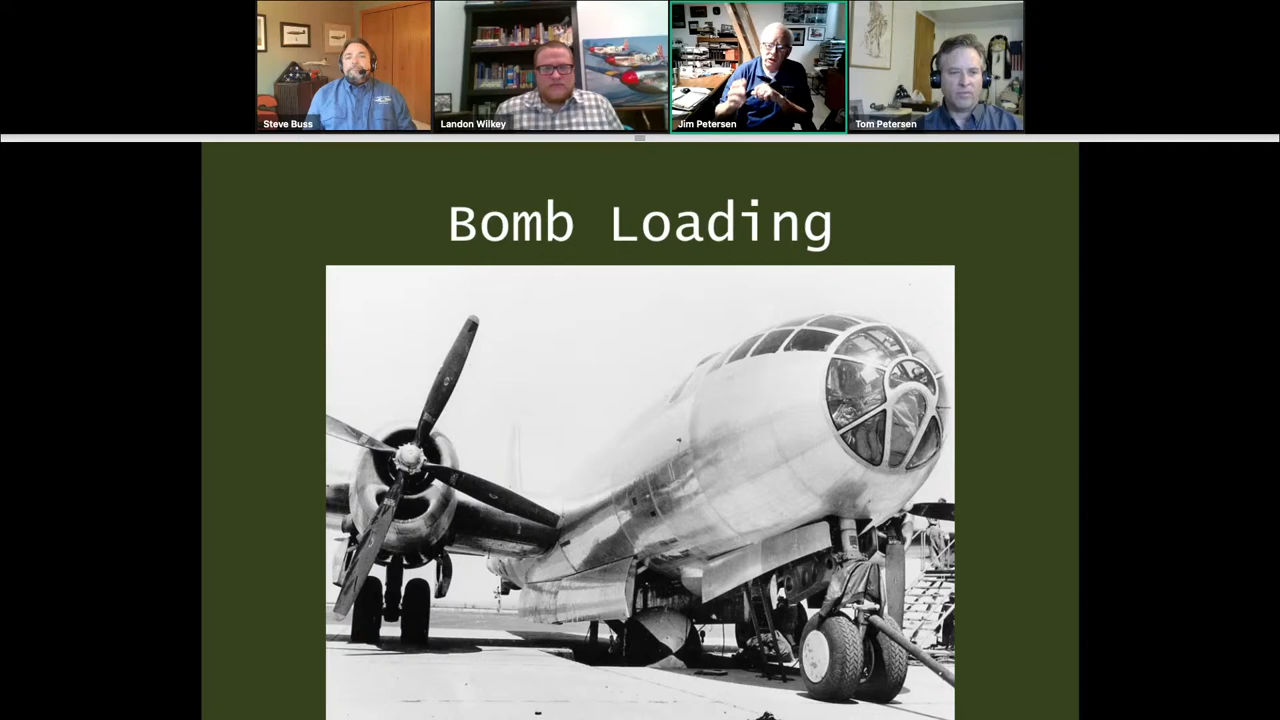 Steve Buss
Landon Wilkey
Jim Petersen
Tom Petersen
Bomb Loading